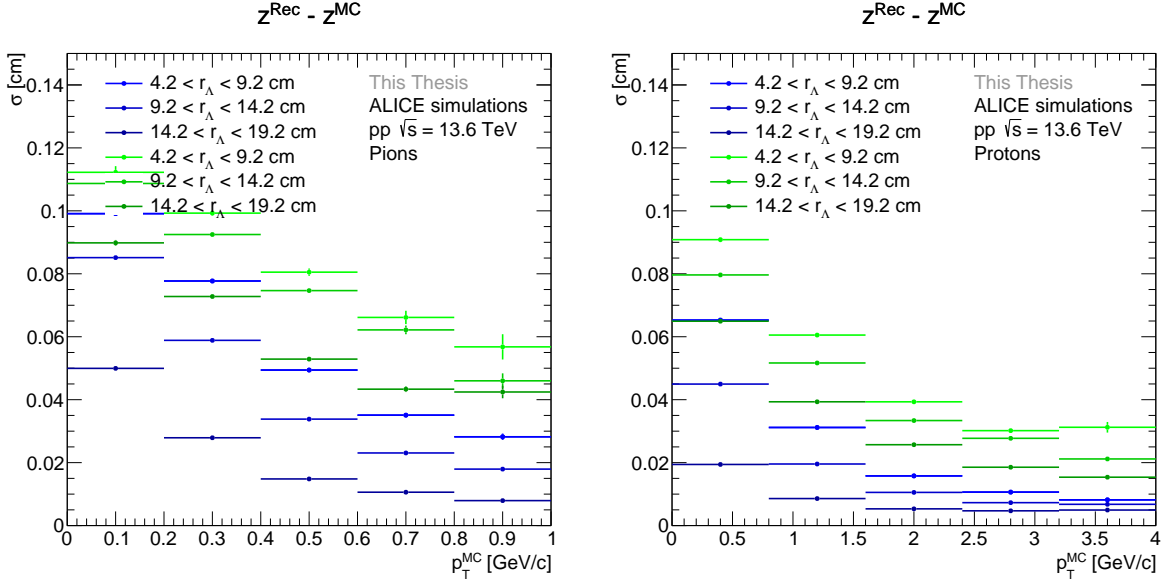 z^Rec - z^MC
σ [cm]
0.14
0.12
0.1
0.08
0.06
0.04
0.02
0
4.2 < r_Λ < 9.2 cm
9.2 < r_Λ < 14.2 cm
14.2 < r_Λ < 19.2 cm
4.2 < r_Λ < 9.2 cm
9.2 < r_Λ < 14.2 cm
14.2 < r_Λ < 19.2 cm
This Thesis
ALICE simulations
pp √s = 13.6 TeV
Pions
0 0.1 0.2 0.3 0.4 0.5 0.6 0.7 0.8 0.9 1
p_T^MC [GeV/c]
z^Rec - z^MC
σ [cm]
0.14
0.12
0.1
0.08
0.06
0.04
0.02
0
4.2 < r_Λ < 9.2 cm
9.2 < r_Λ < 14.2 cm
14.2 < r_Λ < 19.2 cm
4.2 < r_Λ < 9.2 cm
9.2 < r_Λ < 14.2 cm
14.2 < r_Λ < 19.2 cm
This Thesis
ALICE simulations
pp √s = 13.6 TeV
Protons
0 0.5 1 1.5 2 2.5 3 3.5 4
p_T^MC [GeV/c]